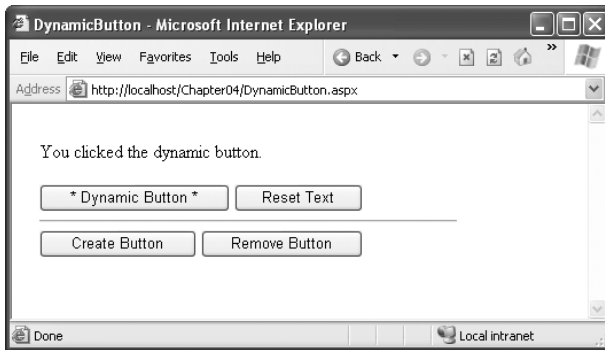 DynamicButton - Microsoft Internet Explorer
File Edit View Favorites Tools Help Back »
Address http://localhost/Chapter04/DynamicButton.aspx
You clicked the dynamic button.
* Dynamic Button * Reset Text
Create Button Remove Button
Done Local intranet